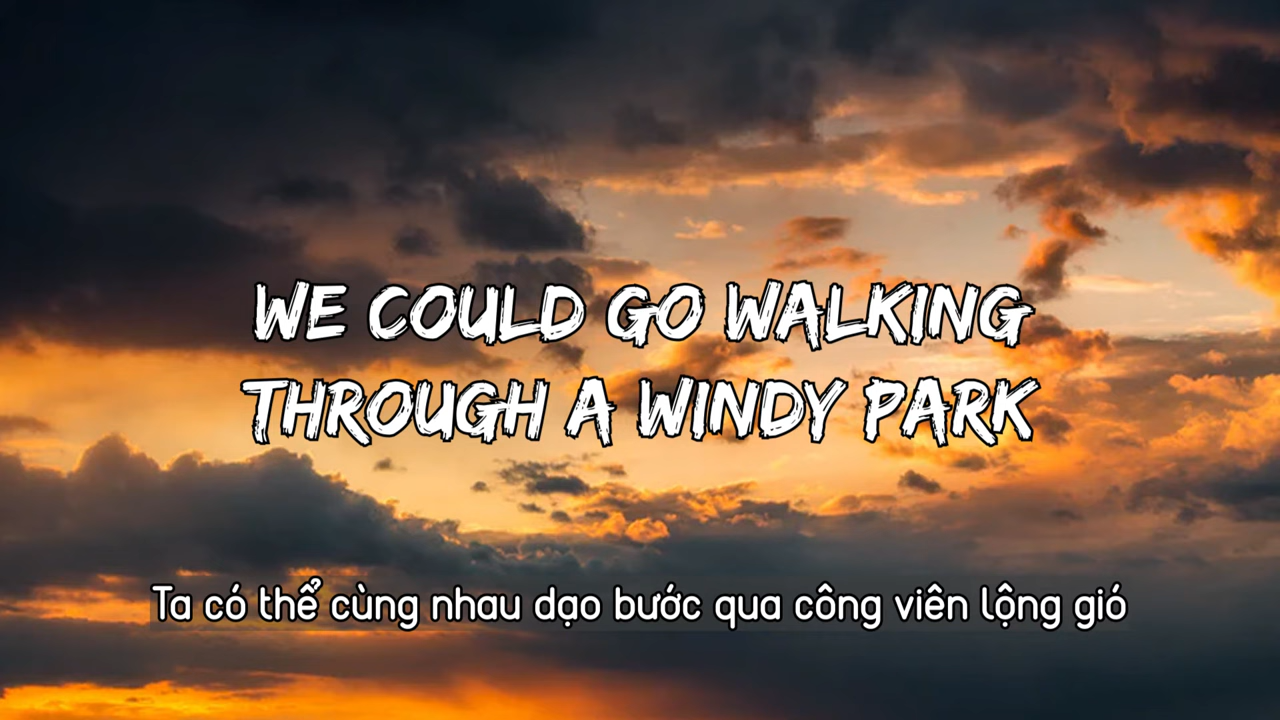 WE COULD GO WALKING
THROUGH A WINDY PARK
Ta có thể cùng nhau dạo bước qua công viên lộng gió